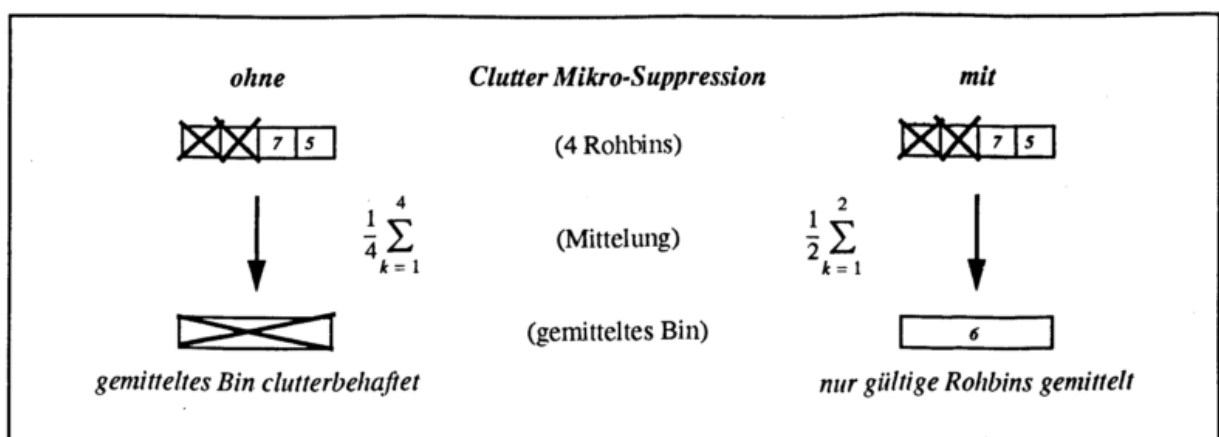 ohne Clutter Mikro-Suppression mit
7 5 (4 Rohbins) 7 5
1/4 ∑ k = 1 4 (Mittelung) 1/2 ∑ k = 1 2
(gemitteltes Bin) 6
gemitteltes Bin clutterbehaftet nur gültige Rohbins gemittelt